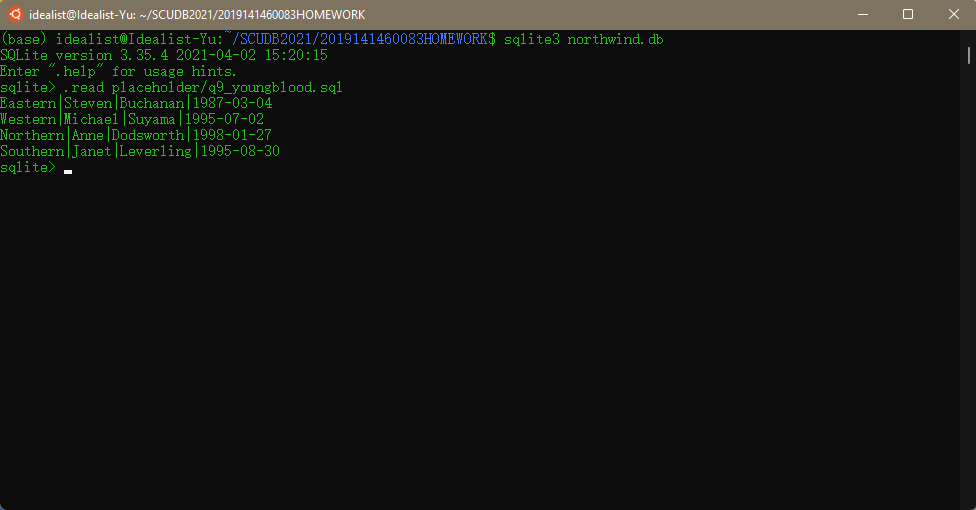 idealist@Idealist-Yu: ~/SCUDB2021/2019141460083HOMEWORK
(base) idealist@Idealist-Yu:~/SCUDB2021/2019141460083HOMEWORK$ sqlite3 northwind.db
SQLite version 3.35.4 2021-04-02 15:20:15
Enter ".help" for usage hints.
sqlite> .read placeholder/q9_youngblood.sql
Eastern|Steven|Buchanan|1987-03-04
Western|Michael|Suyama|1995-07-02
Northern|Anne|Dodsworth|1998-01-27
Southern|Janet|Leverling|1995-08-30
sqlite>